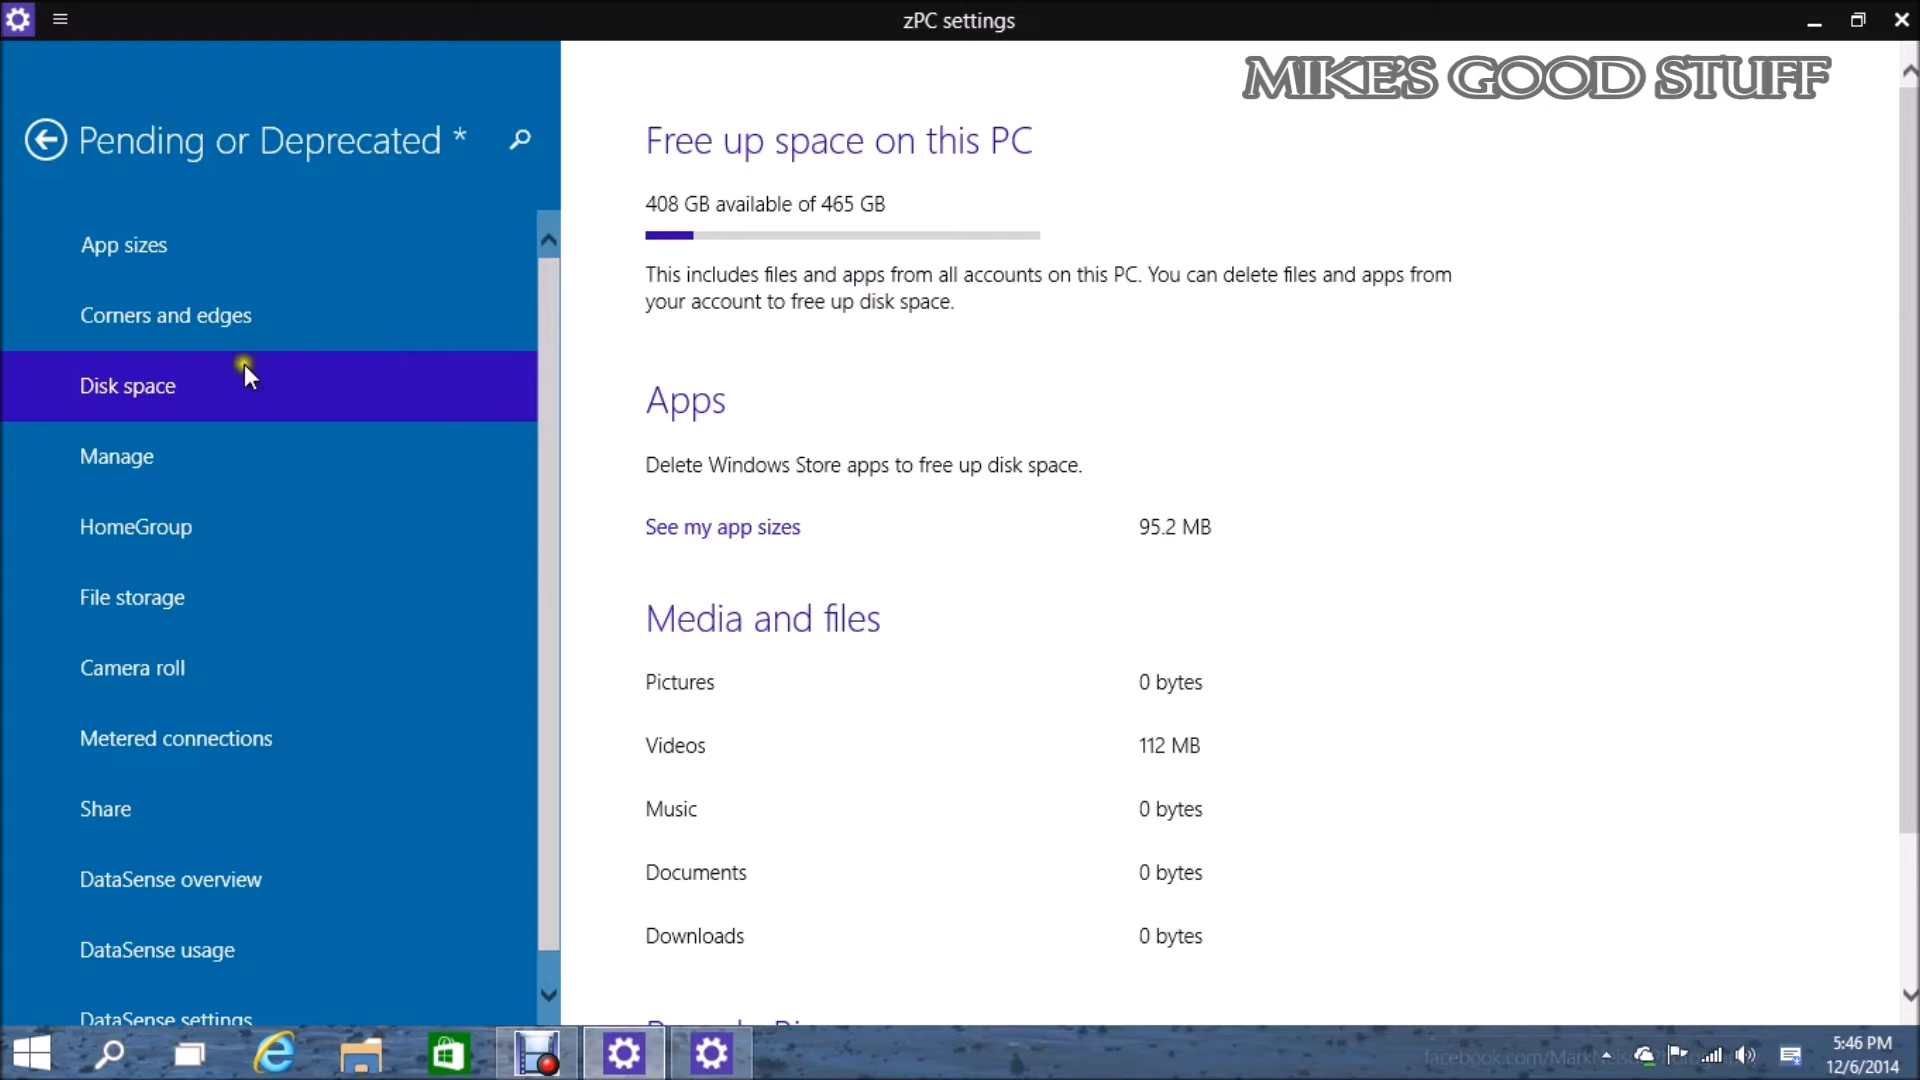 zPC settings
MIKE'S GOOD STUFF
Pending or Deprecated *
App sizes
Corners and edges
Disk space
Manage
HomeGroup
File storage
Camera roll
Metered connections
Share
DataSense overview
DataSense usage
DataSense settings
Free up space on this PC
408 GB available of 465 GB
This includes files and apps from all accounts on this PC. You can delete files and apps from
your account to free up disk space.
Apps
Delete Windows Store apps to free up disk space.
See my app sizes 95.2 MB
Media and files
Pictures 0 bytes
Videos 112 MB
Music 0 bytes
Documents 0 bytes
Downloads 0 bytes
5:46 PM
12/6/2014